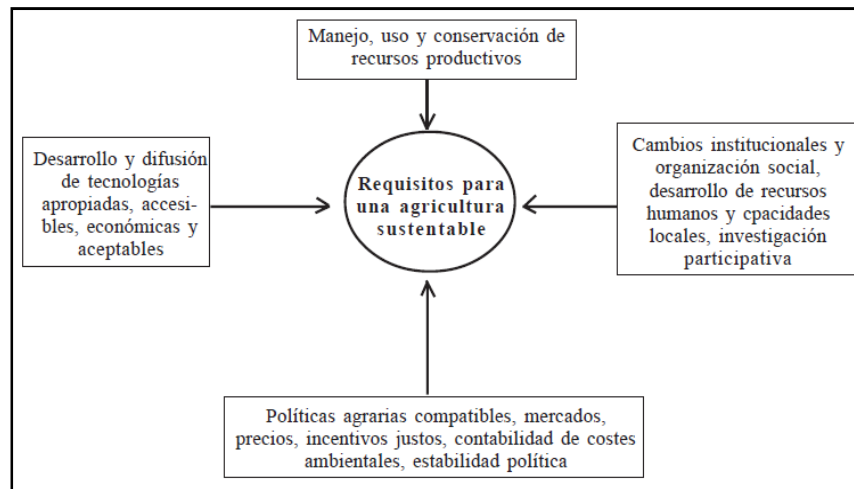 Manejo, uso y conservación de
recursos productivos
Desarrollo y difusión
de tecnologías
apropiadas, accesi-
bles, económicas y
aceptables
Requisitos para
una agricultura
sustentable
Cambios institucionales y
organización social,
desarrollo de recursos
humanos y cpacidades
locales, investigación
participativa
Políticas agrarias compatibles, mercados,
precios, incentivos justos, contabilidad de costes
ambientales, estabilidad política